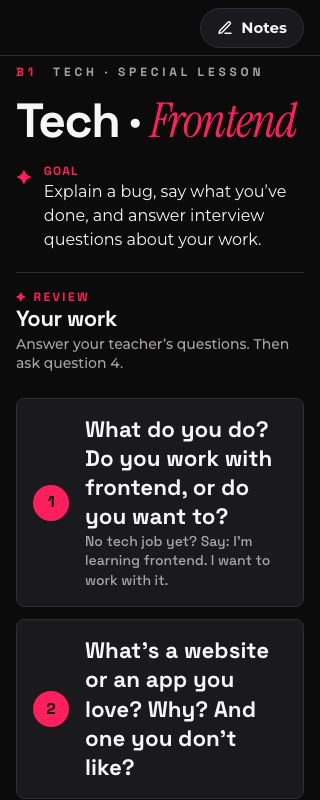 Notes
B1 TECH · SPECIAL LESSON
Tech · Frontend
GOAL
Explain a bug, say what you've
done, and answer interview
questions about your work.
REVIEW
Your work
Answer your teacher's questions. Then
ask question 4.
1
What do you do?
Do you work with
frontend, or do
you want to?
No tech job yet? Say: I'm
learning frontend. I want to
work with it.
2
What's a website
or an app you
love? Why? And
one you don't
like?